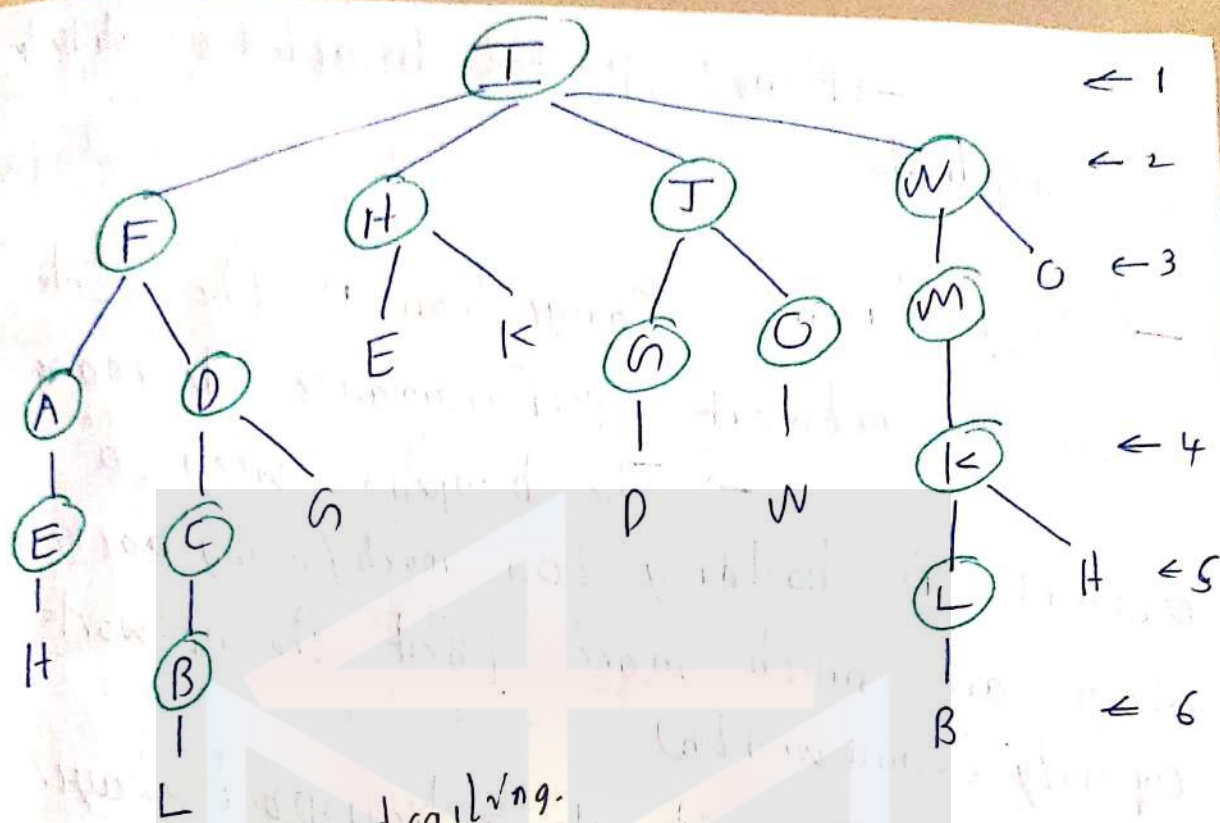 I ← 1
F H J N ← 2
A D E K G O M O ← 3
E C G D N K ← 4
H B L H ← 5
L B ← 6